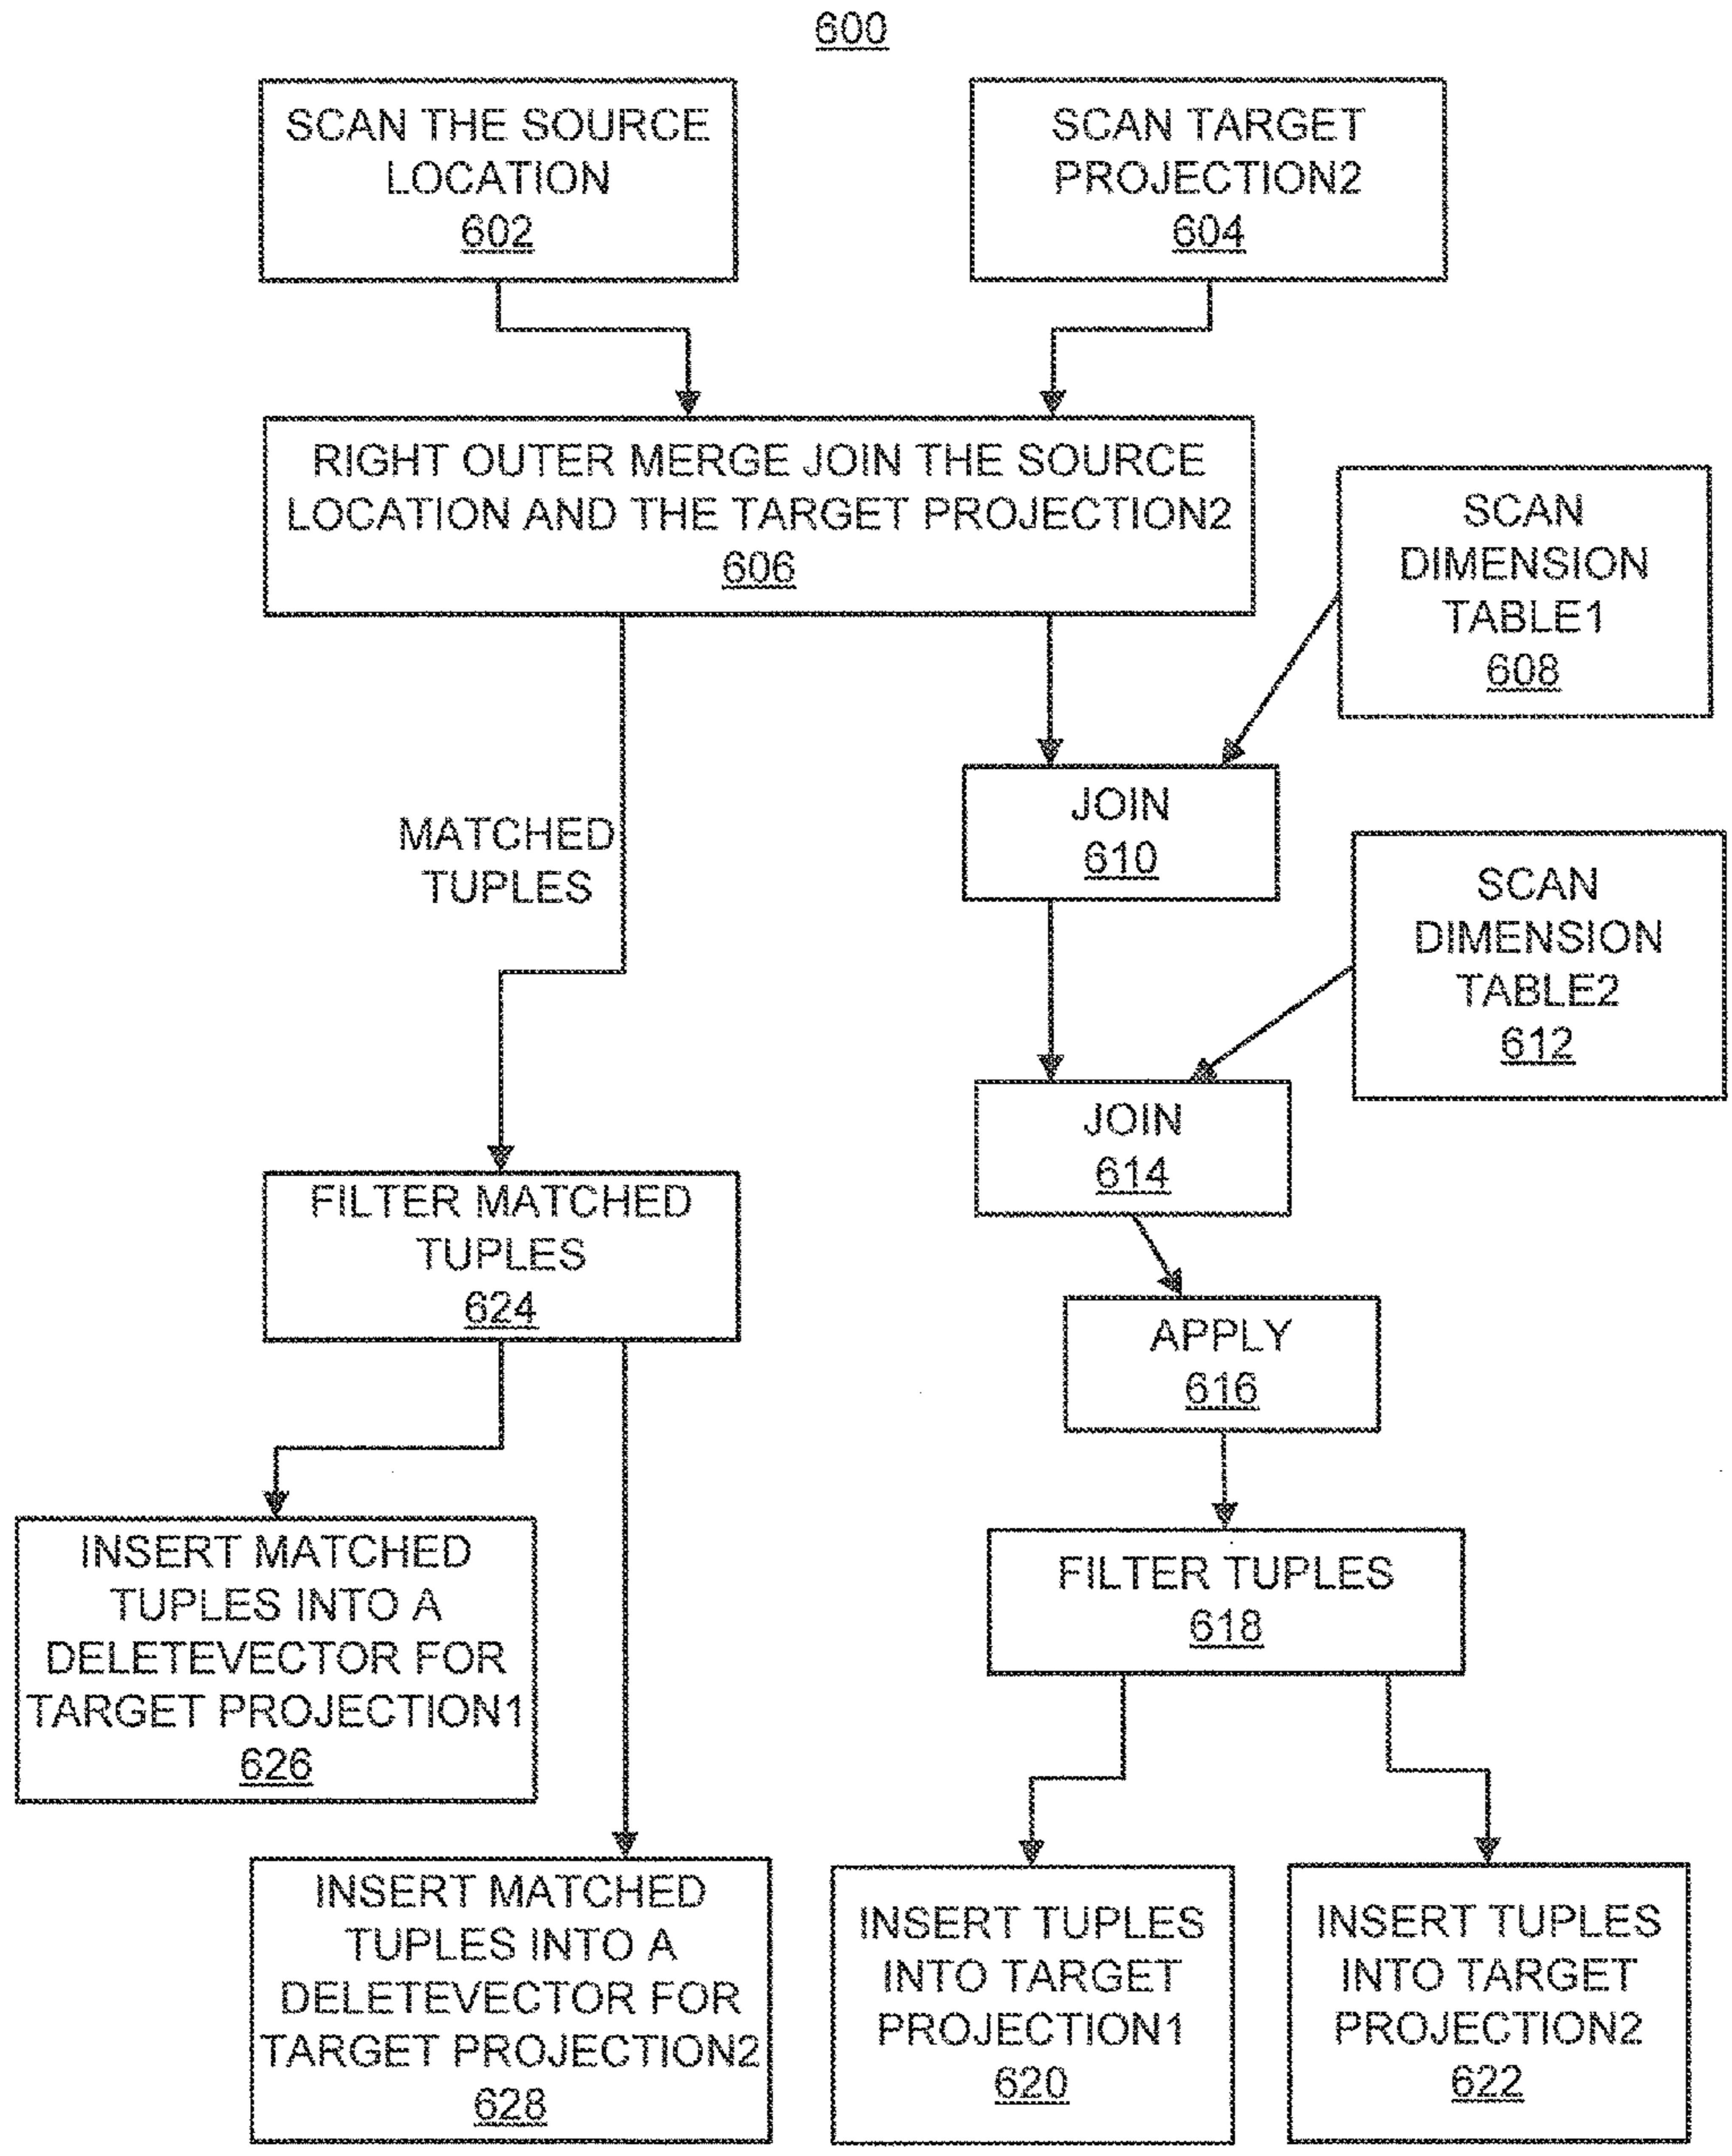 600
SCAN THE SOURCE
LOCATION
602
SCAN TARGET
PROJECTION2
604
RIGHT OUTER MERGE JOIN THE SOURCE
LOCATION AND THE TARGET PROJECTION2
606
SCAN
DIMENSION
TABLE1
608
JOIN
610
MATCHED
TUPLES
SCAN
DIMENSION
TABLE2
612
JOIN
614
FILTER MATCHED
TUPLES
624
APPLY
616
FILTER TUPLES
618
INSERT MATCHED
TUPLES INTO A
DELETEVECTOR FOR
TARGET PROJECTION1
626
INSERT MATCHED
TUPLES INTO A
DELETEVECTOR FOR
TARGET PROJECTION2
628
INSERT TUPLES
INTO TARGET
PROJECTION1
620
INSERT TUPLES
INTO TARGET
PROJECTION2
622